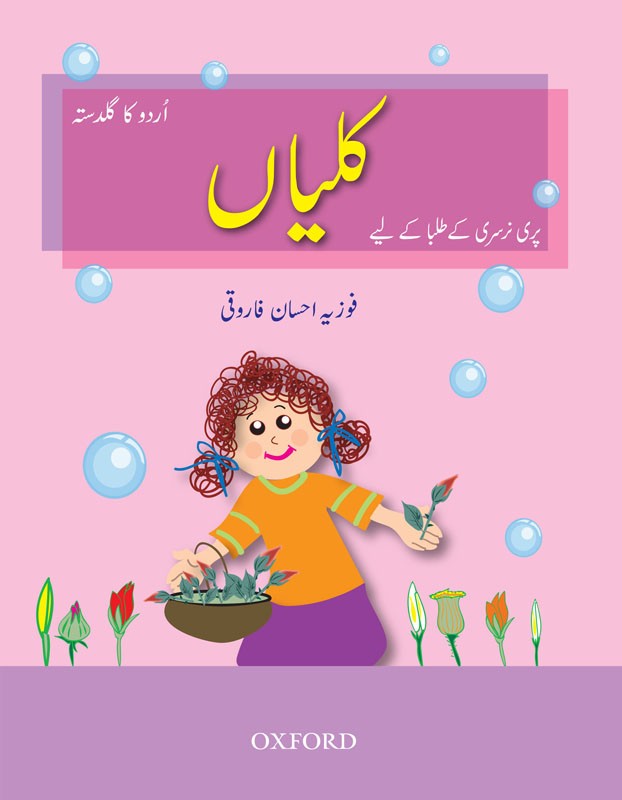 اُردو کا گلدستہ
کلیاں
پری نرسری کے طلبا کے لیے
فوزیہ احسان فاروقی
OXFORD